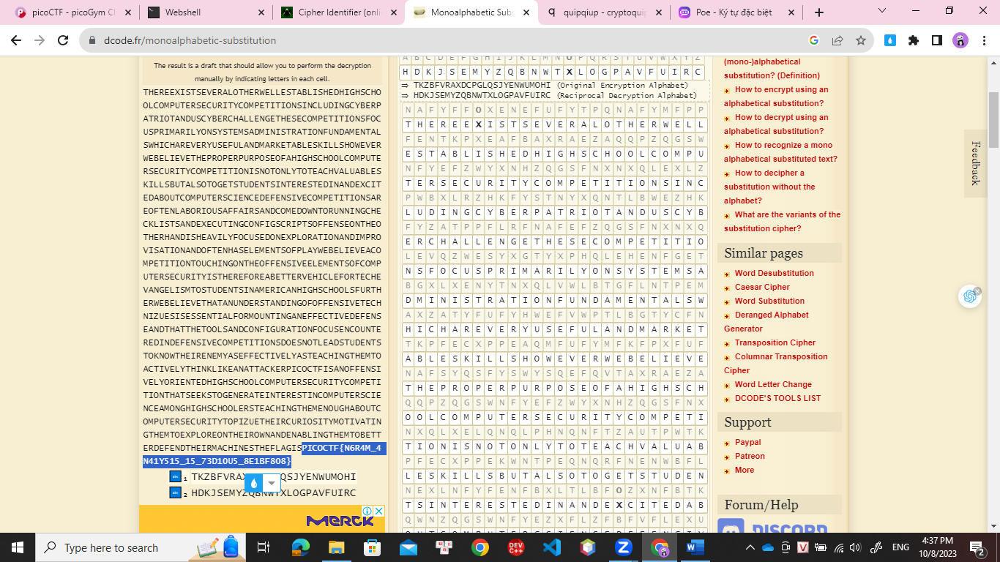 picoCTF - picoGym Cl
Webshell
Cipher Identifier (onli
Monoalphabetic Subs
quipqiup - cryptoquip
Poe - Ký tự đặc biệt
dcode.fr/monoalphabetic-substitution
The result is a draft that should allow you to perform the decryption
manually by indicating letters in each cell.
THEREEXISTSEVERALOTHERWELLESTABLISHEDHIGHSCHO
OLCOMPUTERSECURITYCOMPETITIONSINCLUDINGCYBERP
ATRIOTANDUSCYBERCHALLENGETHESECOMPETITIONSFOC
USPRIMARILYONSYSTEMSADMINISTRATIONFUNDAMENTAL
SWHICHAREVERYUSEFULANDMARKETABLESKILLSHOWEVER
WEBELIEVETHEPROPERPURPOSEOFAHIGHSCHOOLCOMPUTE
RSECURITYCOMPETITIONISNOTONLYTOTEACHVALUABLES
KILLSBUTALSOTOGETSTUDENTSINTERESTEDINANDEXCIT
EDABOUTCOMPUTERSCIENCEDEFENSIVECOMPETITIONSAR
EOFTENLABORIOUSAFFAIRSANDCOMEDOWNTORUNNINGCHE
CKLISTSANDEXECUTINGCONFIGSCRIPTSOFFENSEONTHEO
THERHANDISHEAVILYFOCUSEDONEXPLORATIONANDIMPRO
VISATIONANDOFTENHASELEMENTSOFPLAYWEBELIEVEACO
MPETITIONTOUCHINGONTHEOFFENSIVEELEMENTSOFCOMP
UTERSECURITYISTHEREFOREABETTERVEHICLEFORTECHE
VANGELISMTOSTUDENTSINAMERICANHIGHSCHOOLSFURTH
ERWEBELIEVETHATANUNDERSTANDINGOFOFFENSIVETECH
NIZUESISESSENTIALFORMOUNTINGANEFFECTIVEDEFENS
EANDTHATTHETOOLSANDCONFIGURATIONFOCUSENCOUNTE
REDINDEFENSIVECOMPETITIONSDOESNOTLEADSTUDENTS
TOKNOWTHEIRENEMYASEFFECTIVELYASTEACHINGTHEMTO
ACTIVELYTHINKLIKEANATTACKERPICOCTFISANOFFENSI
VELYORIENTEDHIGHSCHOOLCOMPUTERSECURITYCOMPETI
TIONTHATSEEKSTOGENERATEINTERESTINCOMPUTERSCIE
NCEAMONGHIGHSCHOOLERSTEACHINGTHEMENOUGHABOUTC
OMPUTERSECURITYTOPIZUETHEIRCURIOSITYMOTIVATIN
GTHEMTOEXPLOREONTHEIROWNANDENABLINGTHEMTOBETT
ERDEFENDTHEIRMACHINESTHEFLAGISPICOCTF{N6R4M_4
N41Y515_15_73D1OU5_8E1BF8O8}
1 TKZBFVRAX QSJYENWUMOHI
2 HDKJSEMYZQBNWTXLOGPAVFUIRC
MERCK
A B C D E F G H I J K L M N O P Q R S T U V W X Y Z
H D K J S E M Y Z Q B N W T X L O G P A V F U I R C
⇒ TKZBFVRAXDCPGLQSJYENWUMOHI (Original Encryption Alphabet)
⇒ HDKJSEMYZQBNWTXLOGPAVFUIRC (Reciprocal Decryption Alphabet)
N A F Y F F O X E N E F U F Y T P Q N A F Y M F P P
T H E R E E X I S T S E V E R A L O T H E R W E L L
F E N T K P X E A F B A X R A E Z A Q Q P Z Q G S W
E S T A B L I S H E D H I G H S C H O O L C O M P U
N F Y E F Z W Y X N H Z Q G S F N X N X Q L E X L Z
T E R S E C U R I T Y C O M P E T I T I O N S I N C
P W B X L R Z H K F Y S T N Y X Q N T L B W E Z H K
L U D I N G C Y B E R P A T R I O T A N D U S C Y B
F Y Z A T P P F L R F N A F E F Z Q G S F N X N X Q
E R C H A L L E N G E T H E S E C O M P E T I T I O
L E V Q Z W E S Y X G T Y X P H Q L E H E N F G E T
N S F O C U S P R I M A R I L Y O N S Y S T E M S A
B G X L X E N Y T N X Q L V W L B T G F L N T P E M
D M I N I S T R A T I O N F U N D A M E N T A L S W
A X Z A T Y F U F Y H W E F V W P T L B G T Y C F N
H I C H A R E V E R Y U S E F U L A N D M A R K E T
T K P F E C X P P E A Q M F U F Y M F K F P X F U F
A B L E S K I L L S H O W E V E R W E B E L I E V E
N A F S Y Q S F Y S W Y S Q E F Q V T A X R A E Z A
T H E P R O P E R P U R P O S E O F A H I G H S C H
Q Q P Z Q G S W N F Y E F Z W Y X N H Z Q G S F N X
O O L C O M P U T E R S E C U R I T Y C O M P E T I
N X Q L X E L Q N Q L P H N Q N F T Z A U T P W T K
T I O N I S N O T O N L Y T O T E A C H V A L U A B
P F E C X P P E K W N T P E Q N Q R F N E N W B F L
L E S K I L L S B U T A L S O T O G E T S T U D E N
N E X L N F Y F E N F B X L T L B F O Z X N F B T K
T S I N T E R E S T E D I N A N D E X C I T E D A B
Q W N Z Q G S W N F Y E Z X F L Z F B F V F L E X U
(mono-)alphabetical
substitution? (Definition)
How to encrypt using an
alphabetical substitution?
How to decrypt using an
alphabetical substitution?
How to recognize a mono
alphabetical substituted text?
How to decipher a
substitution without the
alphabet?
What are the variants of the
substitution cipher?
Similar pages
Word Desubstitution
Caesar Cipher
Word Substitution
Deranged Alphabet
Generator
Transposition Cipher
Columnar Transposition
Cipher
Word Letter Change
DCODE'S TOOLS LIST
Support
Paypal
Patreon
More
Forum/Help
DISCORD
Feedback
Type here to search
ENG
4:37 PM
10/8/2023
2